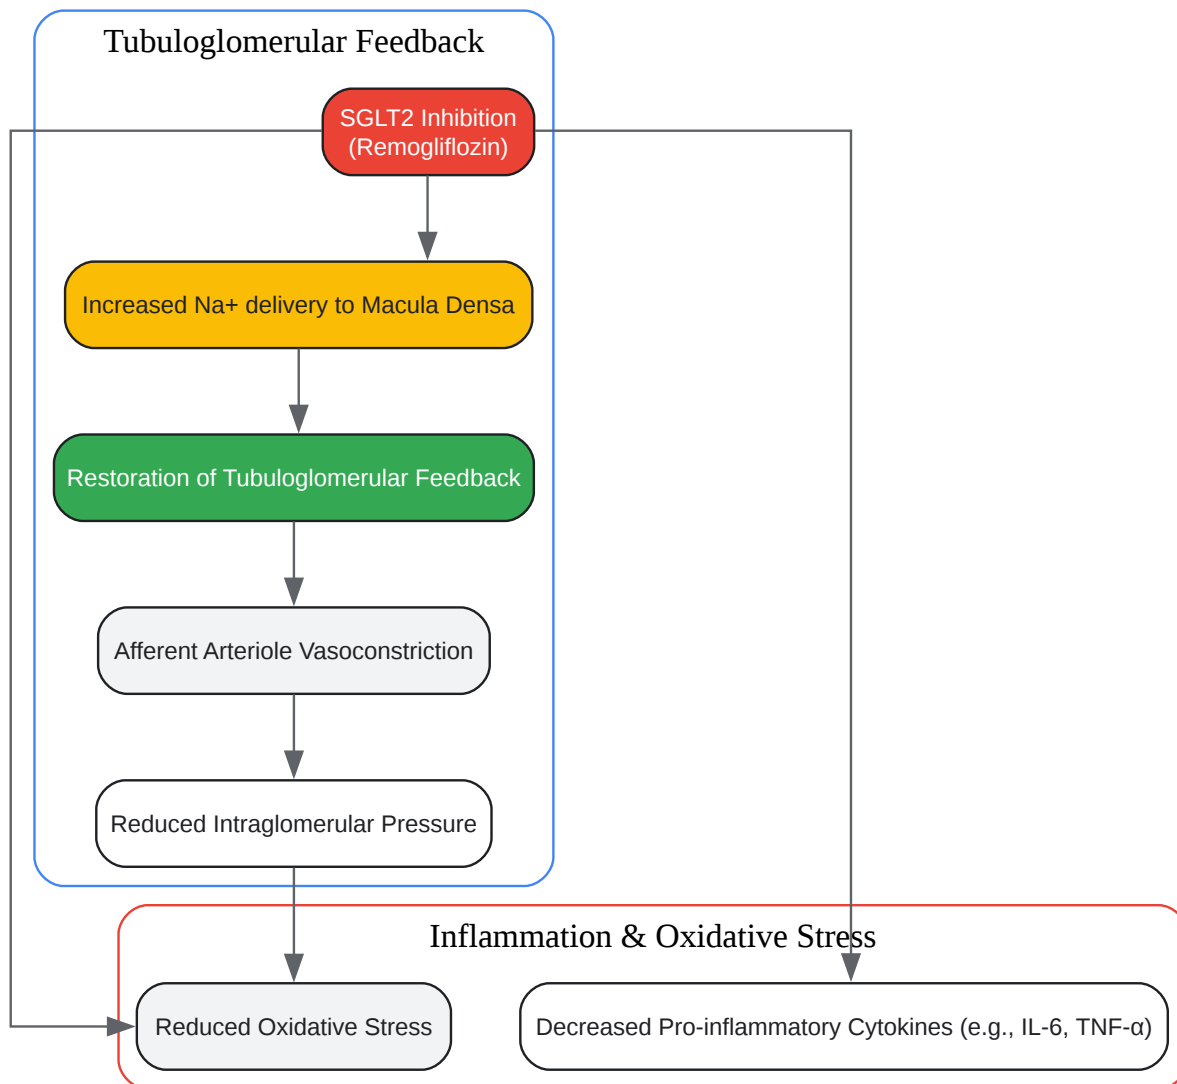 Tubuloglomerular Feedback
SGLT2 Inhibition
(Remogliflozin)
Increased Na+ delivery to Macula Densa
Restoration of Tubuloglomerular Feedback
Afferent Arteriole Vasoconstriction
Reduced Intraglomerular Pressure
Inflammation & Oxidative Stress
Reduced Oxidative Stress
Decreased Pro-inflammatory Cytokines (e.g., IL-6, TNF-α)